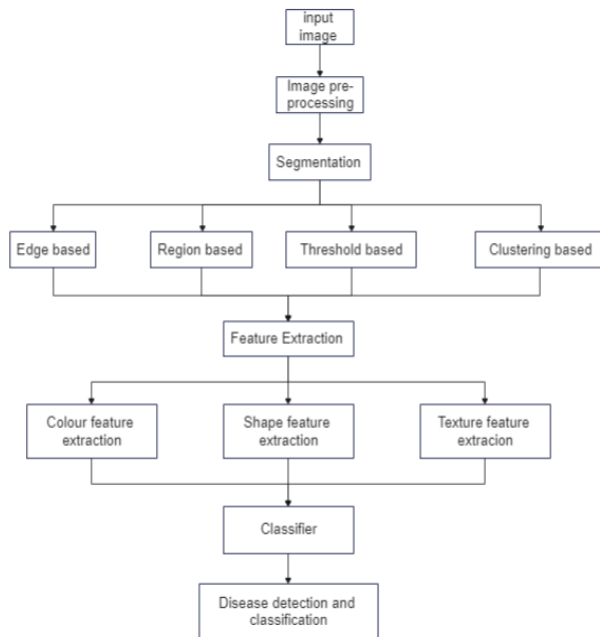 input
image
Image pre-
processing
Segmentation
Edge based
Region based
Threshold based
Clustering based
Feature Extraction
Colour feature
extraction
Shape feature
extraction
Texture feature
extracion
Classifier
Disease detection and
classification